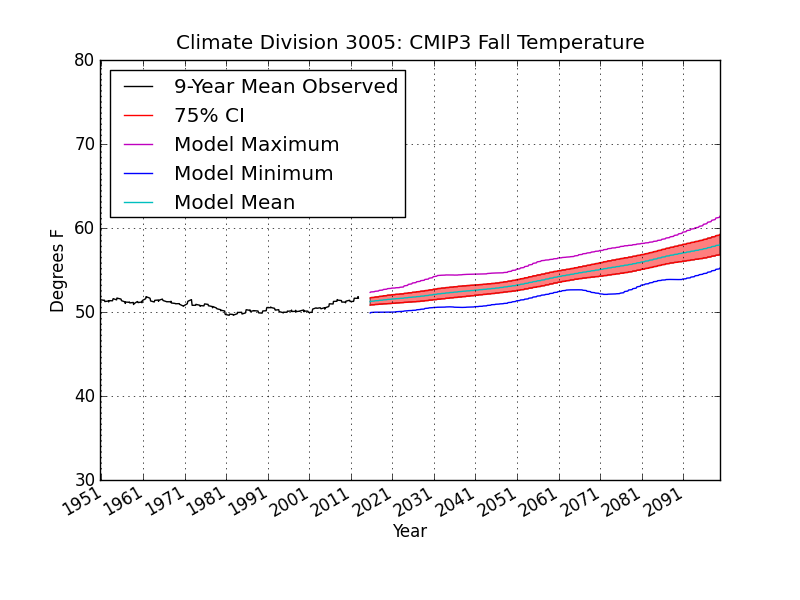 Climate Division 3005: CMIP3 Fall Temperature
9-Year Mean Observed
75% CI
Model Maximum
Model Minimum
Model Mean
Degrees F
80
70
60
50
40
30
1951 1961 1971 1981 1991 2001 2011 2021 2031 2041 2051 2061 2071 2081 2091
Year